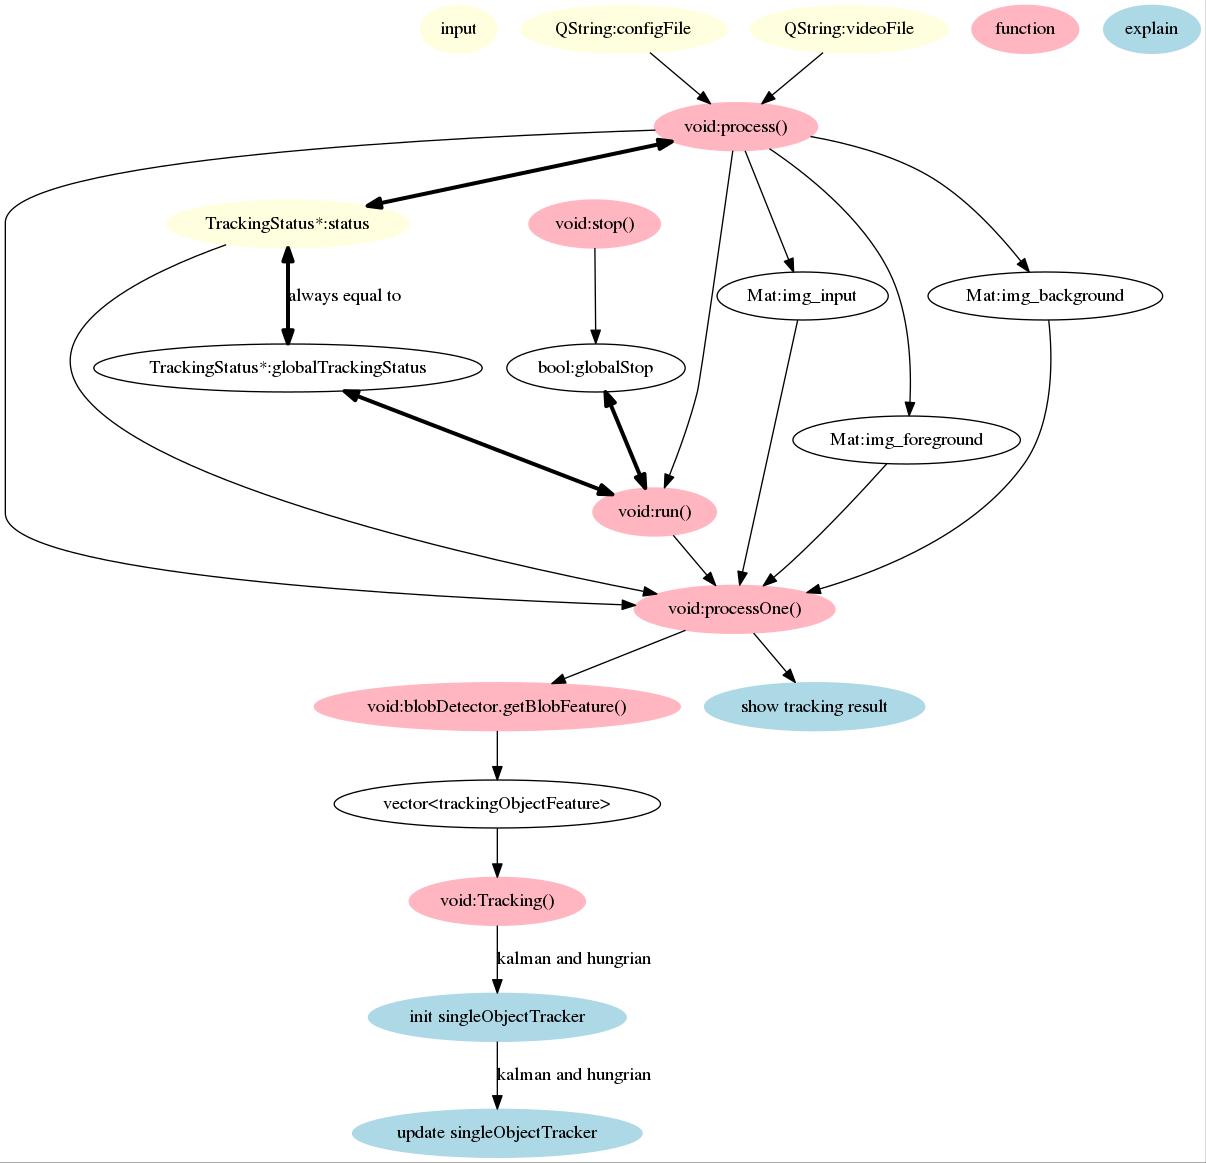 input
QString:configFile
QString:videoFile
function
explain
void:process()
TrackingStatus*:status
void:stop()
always equal to
Mat:img_input
Mat:img_background
TrackingStatus*:globalTrackingStatus
bool:globalStop
Mat:img_foreground
void:run()
void:processOne()
void:blobDetector.getBlobFeature()
show tracking result
vector<trackingObjectFeature>
void:Tracking()
kalman and hungrian
init singleObjectTracker
kalman and hungrian
update singleObjectTracker